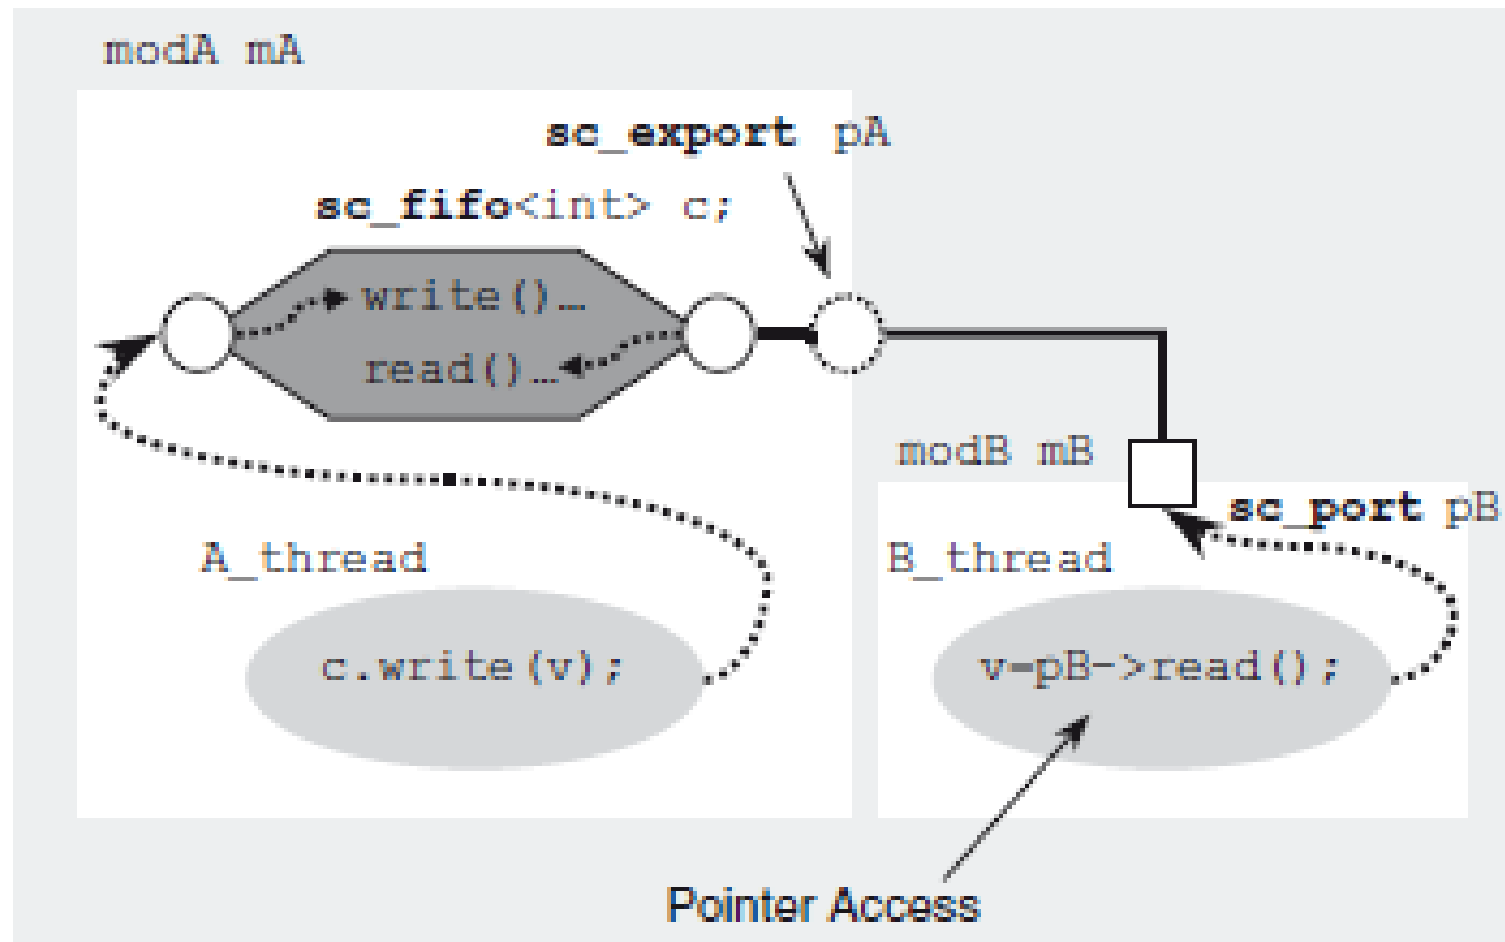 modA mA
sc_export pA
sc_fifo<int> c;
write()…
read()…
modB mB
sc_port pB
A_thread
B_thread
c.write(v);
v=pB->read();
Pointer Access